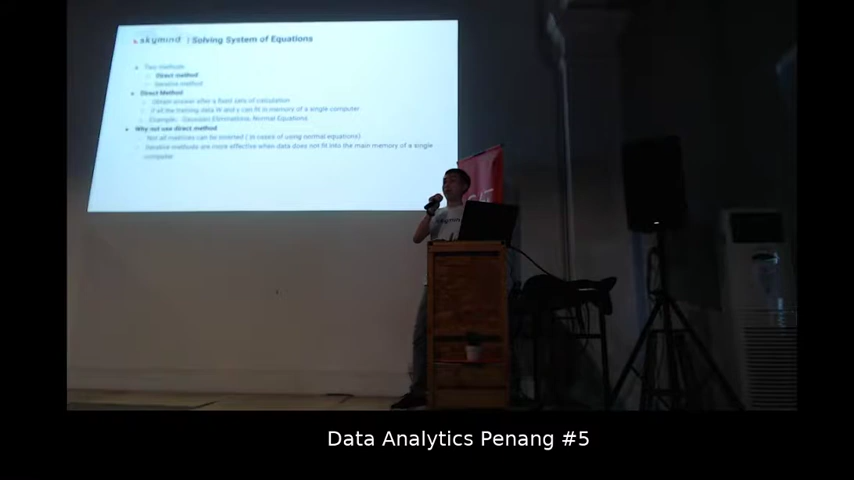 skymind | Solving System of Equations
Two methods
Direct method
Iterative method
Direct Method
Obtain answer after a fixed sets of calculation
If all the training data fit and y can fit in memory of a single computer
Example: Gaussian Eliminations, Normal Equations
Why not use direct method
Not all matrices can be inverted ( in cases of using normal equations)
Iterative methods are more effective when data does not fit into the main memory of a single
computer
Data Analytics Penang #5